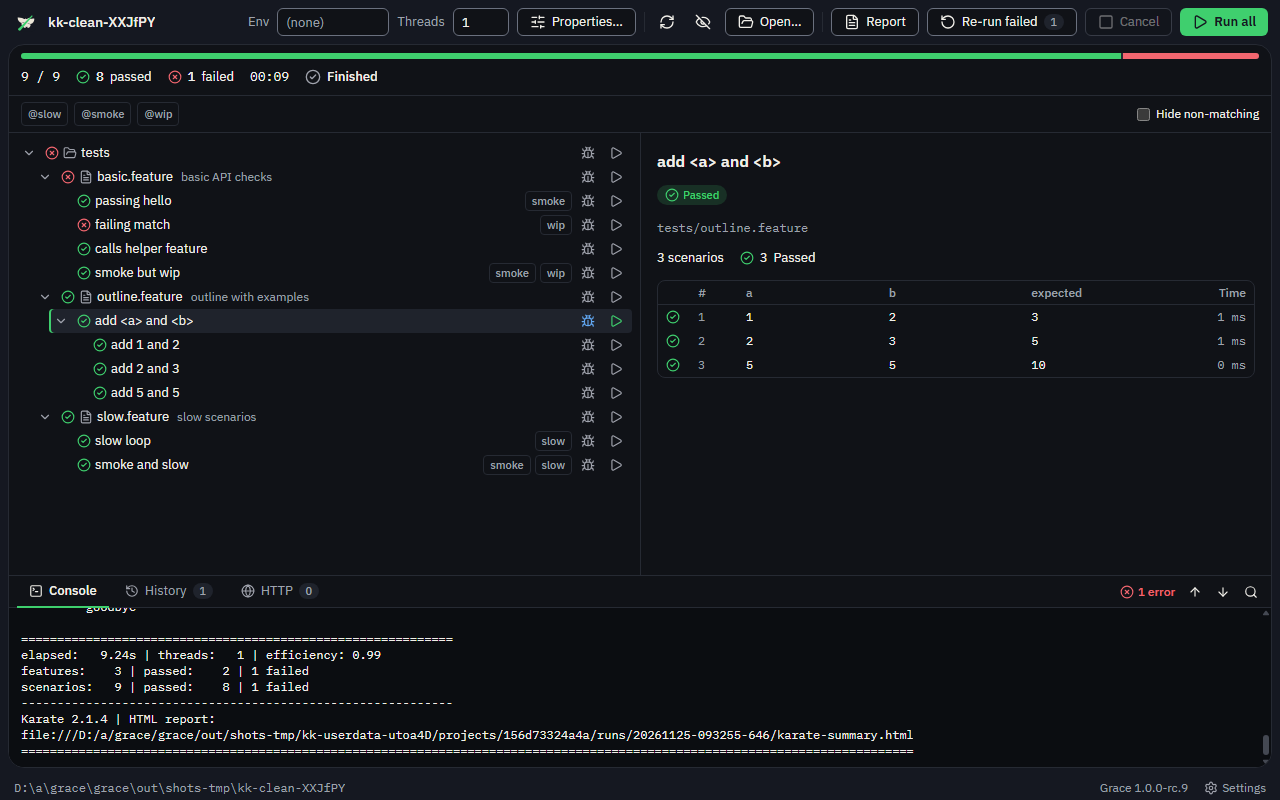 kk-clean-XXJfPY Env (none) Threads 1 Properties... Open... Report Re-run failed 1 Cancel Run all
9 / 9 8 passed 1 failed 00:09 Finished
@slow @smoke @wip Hide non-matching
tests
basic.feature basic API checks
passing hello smoke
failing match wip
calls helper feature
smoke but wip smoke wip
outline.feature outline with examples
add <a> and <b>
add 1 and 2
add 2 and 3
add 5 and 5
slow.feature slow scenarios
slow loop slow
smoke and slow smoke slow
add <a> and <b>
Passed
tests/outline.feature
3 scenarios 3 Passed
# a b expected Time
1 1 2 3 1 ms
2 2 3 5 1 ms
3 5 5 10 0 ms
Console History 1 HTTP 0 1 error
goodbye
============================================================
elapsed: 9.24s | threads: 1 | efficiency: 0.99
features: 3 | passed: 2 | 1 failed
scenarios: 9 | passed: 8 | 1 failed
------------------------------------------------------------
Karate 2.1.4 | HTML report:
file:///D:/a/grace/grace/out/shots-tmp/kk-userdata-utoa4D/projects/156d73324a4a/runs/20261125-093255-646/karate-summary.html
============================================================================================================================
D:\a\grace\grace\out\shots-tmp\kk-clean-XXJfPY Grace 1.0.0-rc.9 Settings